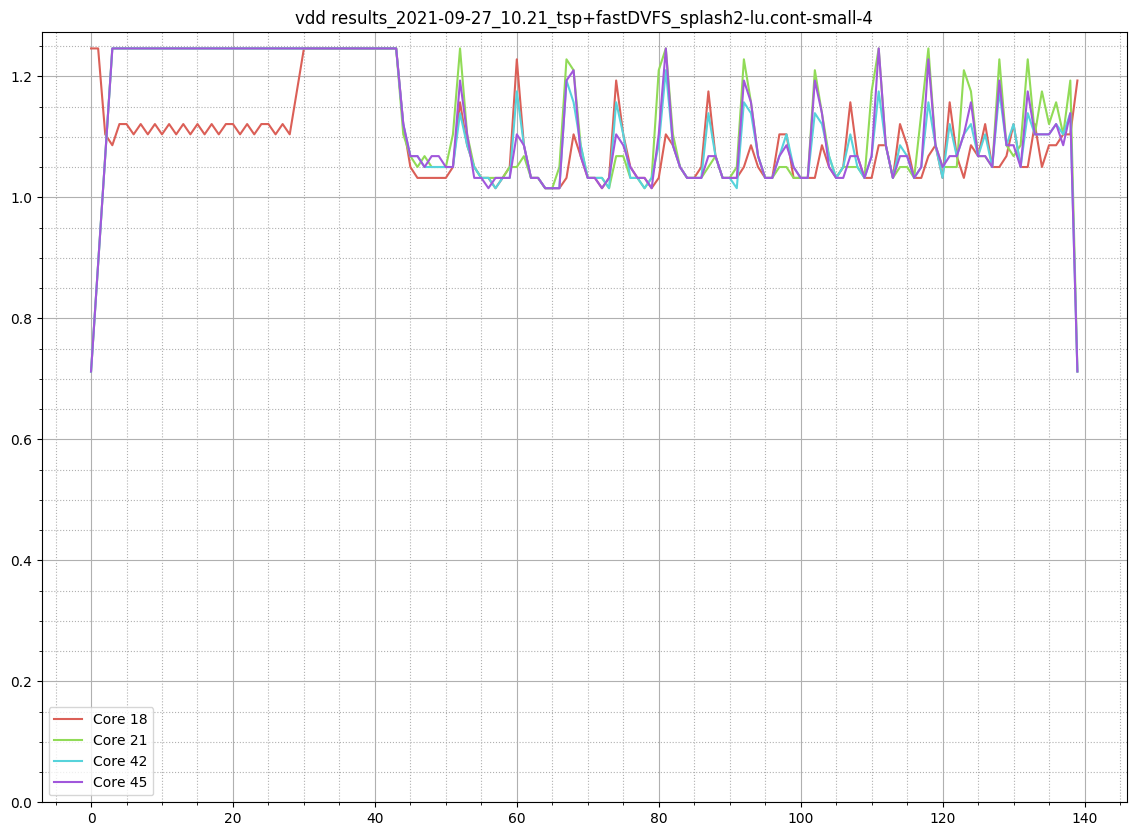 vdd results_2021-09-27_10.21_tsp+fastDVFS_splash2-lu.cont-small-4
1.2
1.0
0.8
0.6
0.4
0.2
0.0
Core 18
Core 21
Core 42
Core 45
0 20 40 60 80 100 120 140